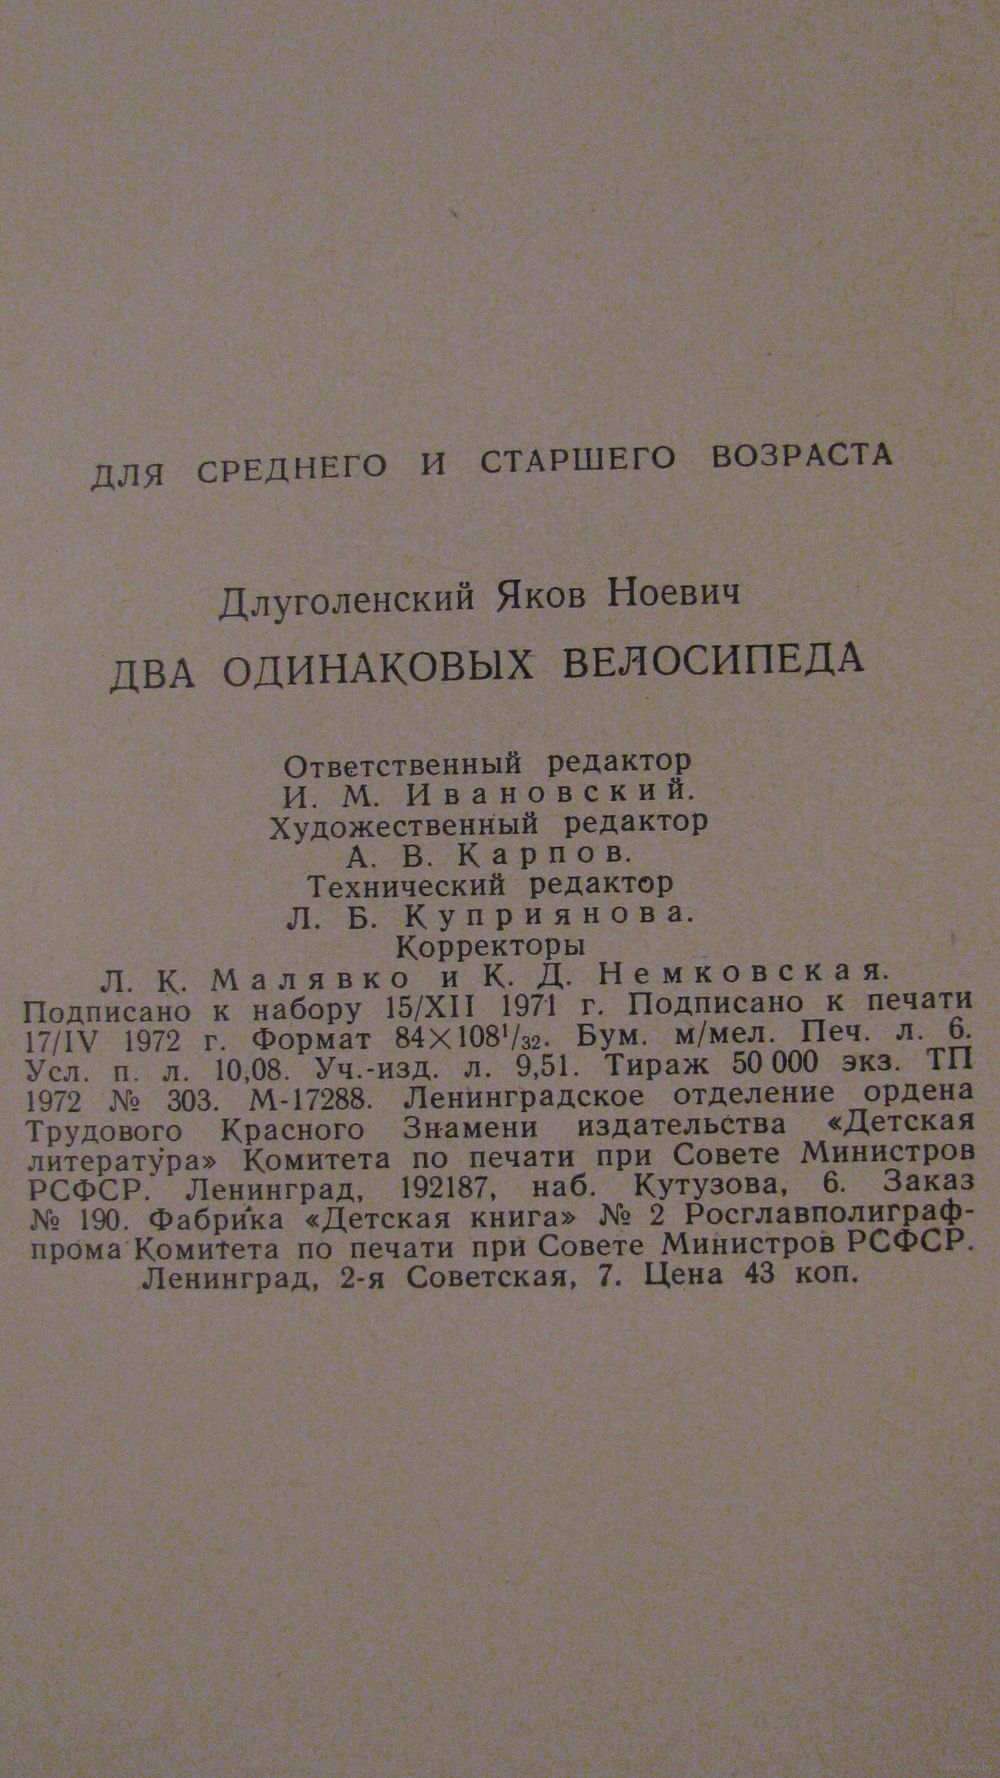 ДЛЯ СРЕДНЕГО И СТАРШЕГО ВОЗРАСТА
Длуголенский Яков Ноевич
ДВА ОДИНАКОВЫХ ВЕЛОСИПЕДА
Ответственный редактор
И. М. Ивановский.
Художественный редактор
А. В. Карпов.
Технический редактор
Л. Б. Куприянова.
Корректоры
Л. К. Малявко и К. Д. Немковская.
Подписано к набору 15/XII 1971 г. Подписано к печати
17/IV 1972 г. Формат 84×108¹/₃₂. Бум. м/мел. Печ. л. 6.
Усл. п. л. 10,08. Уч.-изд. л. 9,51. Тираж 50 000 экз. ТП
1972 № 303. М-17288. Ленинградское отделение ордена
Трудового Красного Знамени издательства «Детская
литература» Комитета по печати при Совете Министров
РСФСР. Ленинград, 192187, наб. Кутузова, 6. Заказ
№ 190. Фабрика «Детская книга» № 2 Росглавполиграф-
прома Комитета по печати при Совете Министров РСФСР.
Ленинград, 2-я Советская, 7. Цена 43 коп.
www.ay.by